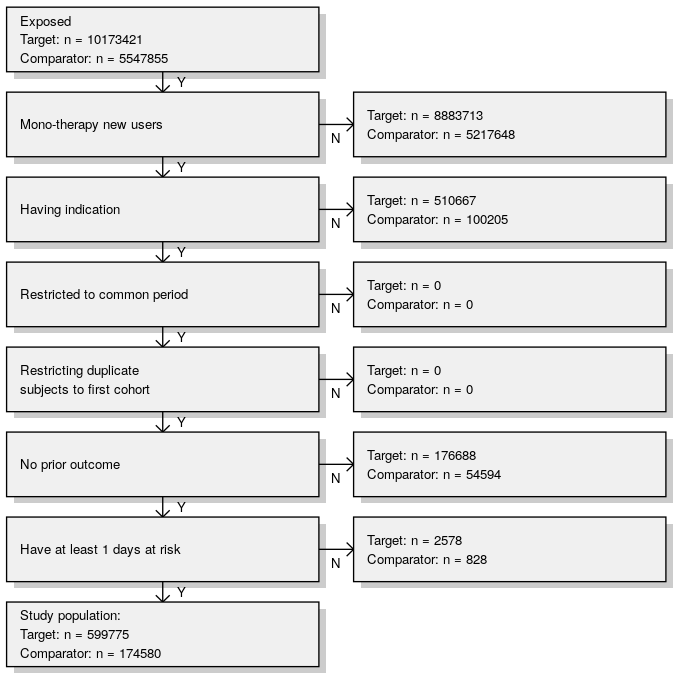 Exposed
Target: n = 10173421
Comparator: n = 5547855
Y
Mono-therapy new users
N
Target: n = 8883713
Comparator: n = 5217648
Y
Having indication
N
Target: n = 510667
Comparator: n = 100205
Y
Restricted to common period
N
Target: n = 0
Comparator: n = 0
Y
Restricting duplicate
subjects to first cohort
N
Target: n = 0
Comparator: n = 0
Y
No prior outcome
N
Target: n = 176688
Comparator: n = 54594
Y
Have at least 1 days at risk
N
Target: n = 2578
Comparator: n = 828
Y
Study population:
Target: n = 599775
Comparator: n = 174580